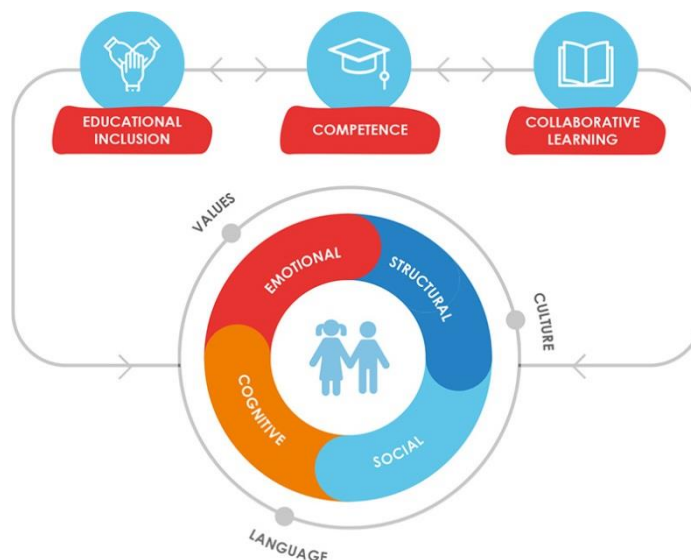 EDUCATIONAL
INCLUSION
COMPETENCE
COLLABORATIVE
LEARNING
VALUES
EMOTIONAL
STRUCTURAL
CULTURE
COGNITIVE
SOCIAL
LANGUAGE